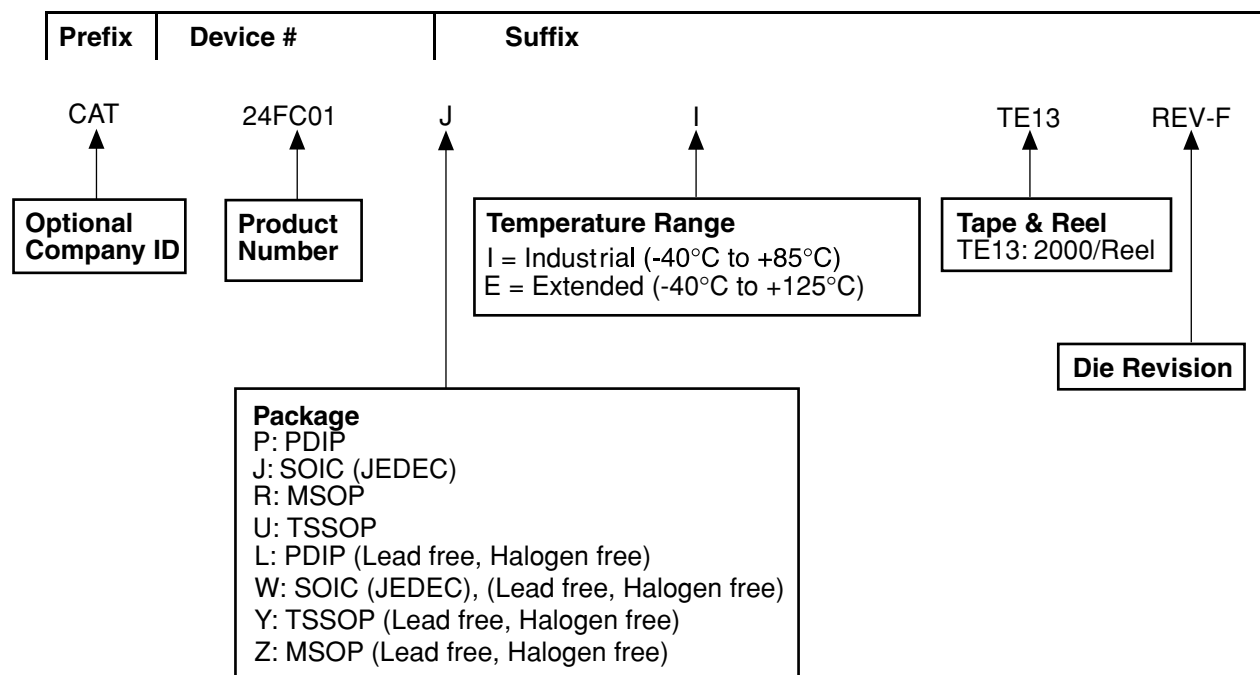 Prefix Device # Suffix
CAT 24FC01 J I TE13 REV-F
Optional
Company ID
Product
Number
Temperature Range
I = Industrial (-40°C to +85°C)
E = Extended (-40°C to +125°C)
Tape & Reel
TE13: 2000/Reel
Die Revision
Package
P: PDIP
J: SOIC (JEDEC)
R: MSOP
U: TSSOP
L: PDIP (Lead free, Halogen free)
W: SOIC (JEDEC), (Lead free, Halogen free)
Y: TSSOP (Lead free, Halogen free)
Z: MSOP (Lead free, Halogen free)